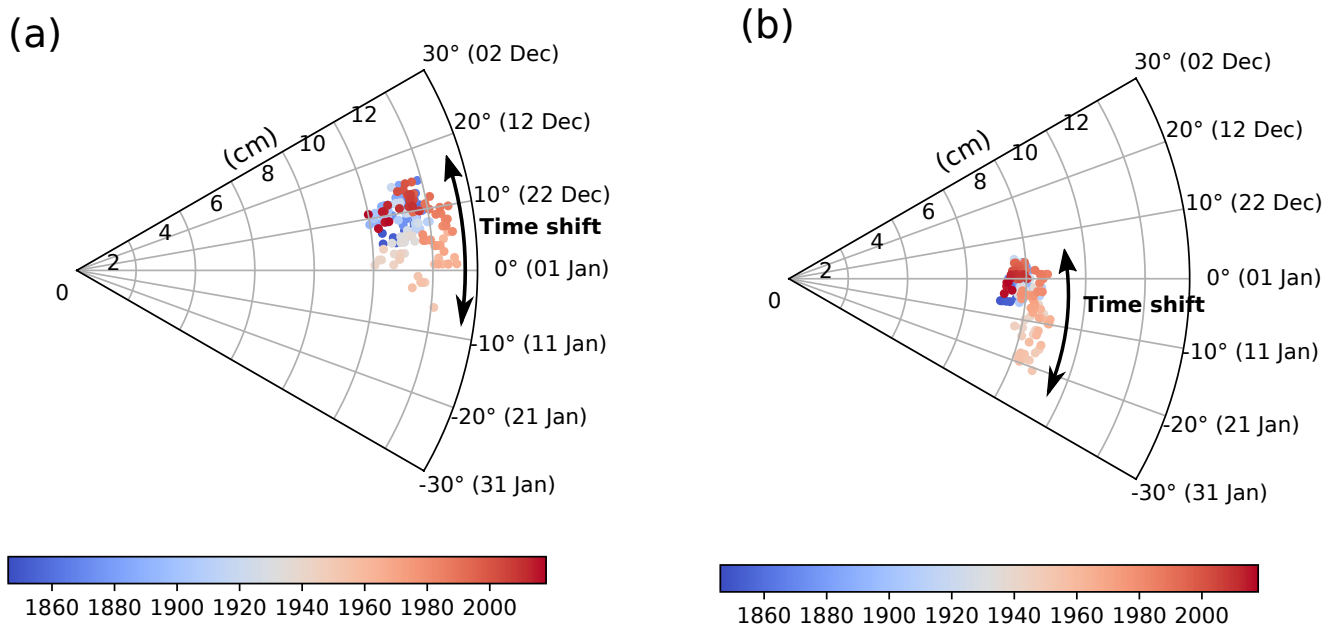 (a)
30° (02 Dec)
20° (12 Dec)
10° (22 Dec)
0° (01 Jan)
-10° (11 Jan)
-20° (21 Jan)
-30° (31 Jan)
(cm)
0
2
4
6
8
10
12
Time shift
1860 1880 1900 1920 1940 1960 1980 2000
(b)
30° (02 Dec)
20° (12 Dec)
10° (22 Dec)
0° (01 Jan)
-10° (11 Jan)
-20° (21 Jan)
-30° (31 Jan)
(cm)
0
2
4
6
8
10
12
Time shift
1860 1880 1900 1920 1940 1960 1980 2000